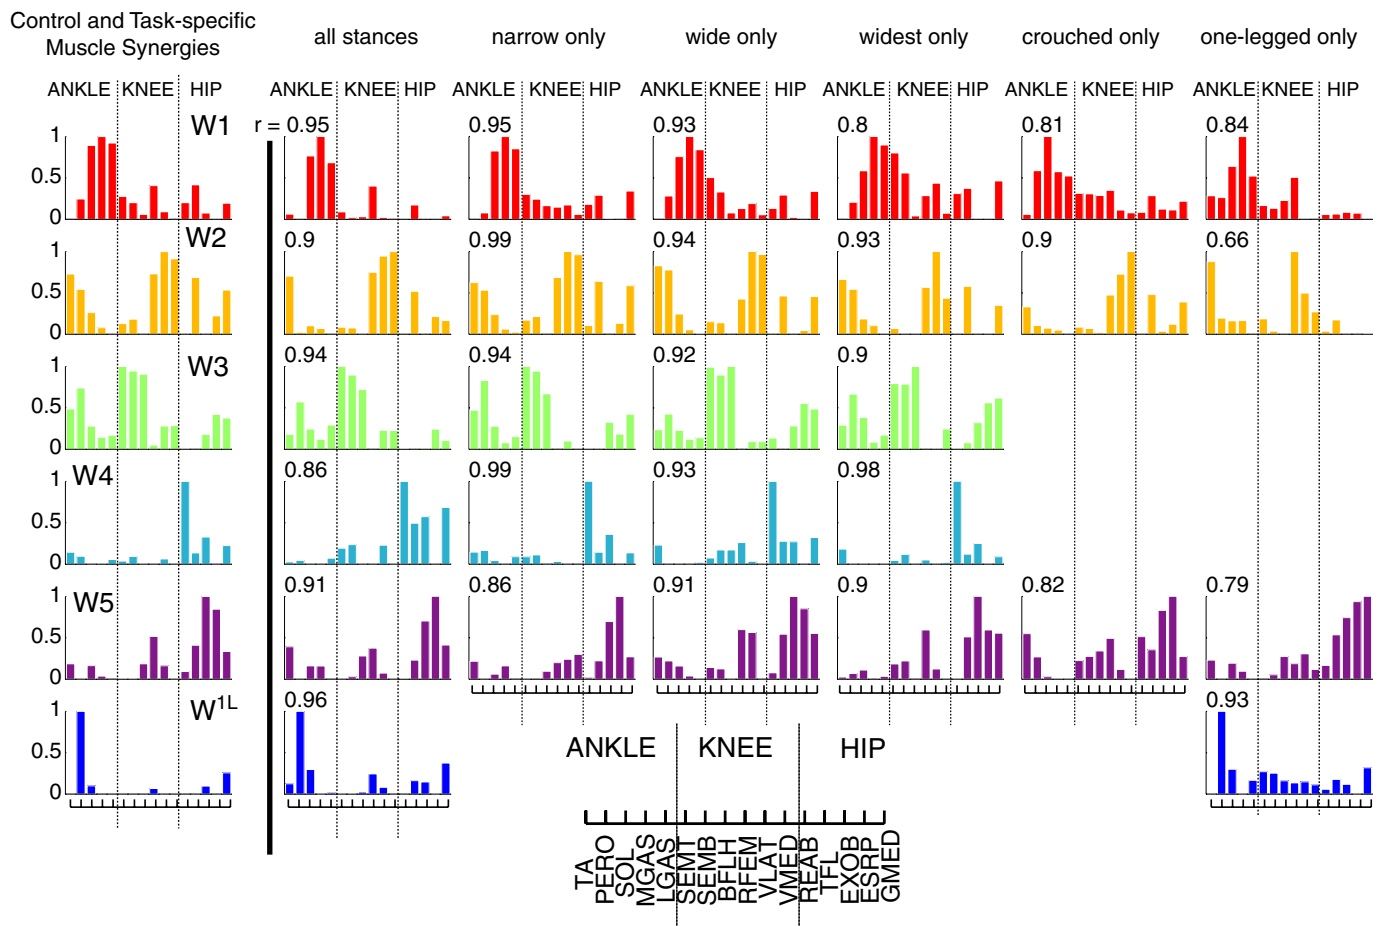 Control and Task-specific
Muscle Synergies
all stances
narrow only
wide only
widest only
crouched only
one-legged only
ANKLE KNEE HIP
ANKLE KNEE HIP
ANKLE KNEE HIP
ANKLE KNEE HIP
ANKLE KNEE HIP
ANKLE KNEE HIP
ANKLE KNEE HIP
1 0.5 0 W1 r = 0.95 0.95 0.93 0.8 0.81 0.84
1 0.5 0 W2 0.9 0.99 0.94 0.93 0.9 0.66
1 0.5 0 W3 0.94 0.94 0.92 0.9
1 0.5 0 W4 0.86 0.99 0.93 0.98
1 0.5 0 W5 0.91 0.86 0.91 0.9 0.82 0.79
1 0.5 0 W1L 0.96 0.93
ANKLE KNEE HIP
TA
PERO
SOL
MGAS
LGAS
SEMT
SEMB
BFLH
RFEM
VLAT
VMED
REAB
TFL
EXOB
ESRP
GMED